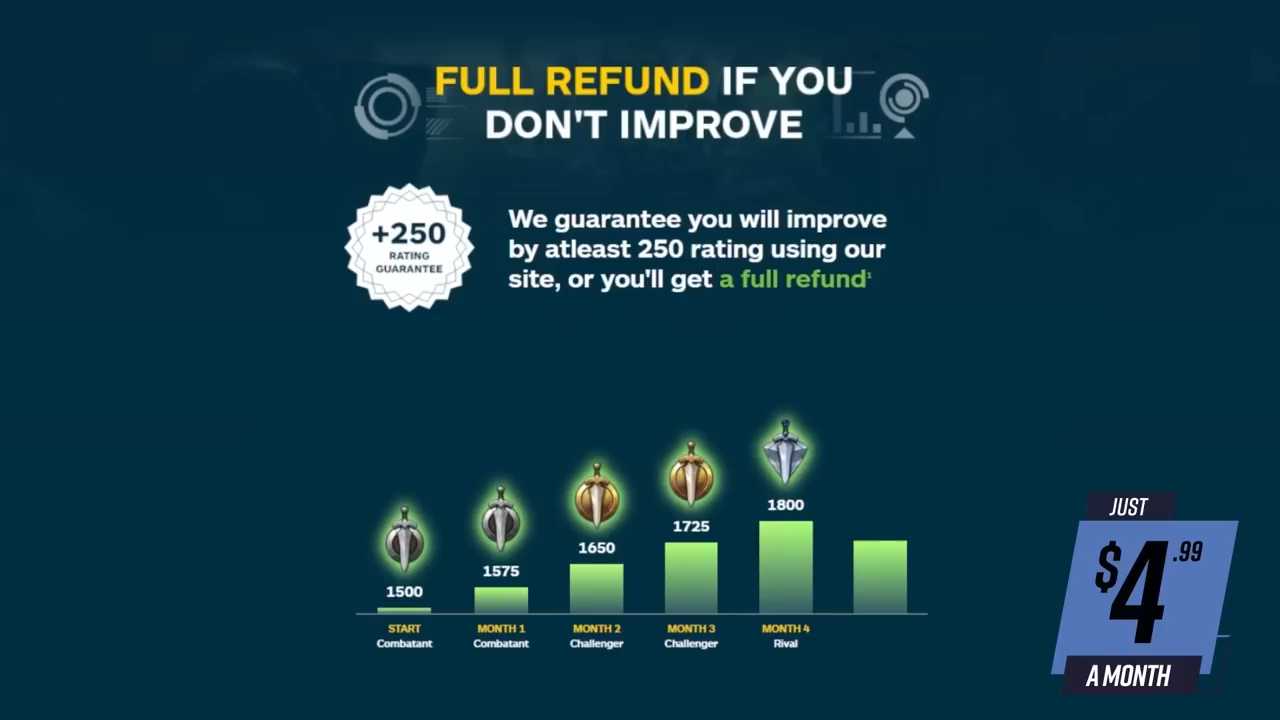 FULL REFUND IF YOU
DON'T IMPROVE
+250
RATING
GUARANTEE
We guarantee you will improve
by atleast 250 rating using our
site, or you'll get a full refund¹
1500
1575
1650
1725
1800
START
Combatant
MONTH 1
Combatant
MONTH 2
Challenger
MONTH 3
Challenger
MONTH 4
Rival
JUST
$4.99
A MONTH